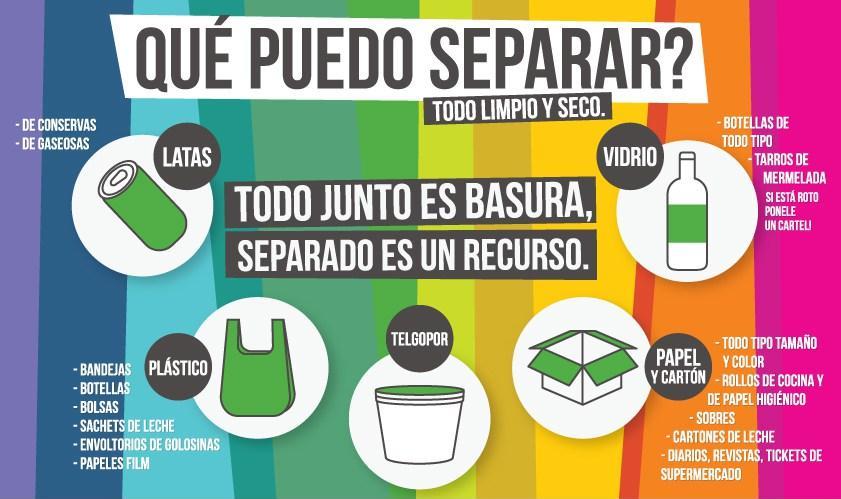 QUÉ PUEDO SEPARAR?
TODO LIMPIO Y SECO.
- DE CONSERVAS
- DE GASEOSAS
LATAS
VIDRIO
- BOTELLAS DE
TODO TIPO
- TARROS DE
MERMELADA
SI ESTÁ ROTO
PONELE
UN CARTEL!
TODO JUNTO ES BASURA,
SEPARADO ES UN RECURSO.
PLÁSTICO
- BANDEJAS
- BOTELLAS
- BOLSAS
- SACHETS DE LECHE
- ENVOLTORIOS DE GOLOSINAS
- PAPELES FILM
TELGOPOR
PAPEL
Y CARTÓN
- TODO TIPO TAMAÑO
Y COLOR
- ROLLOS DE COCINA Y
DE PAPEL HIGIÉNICO
- SOBRES
- CARTONES DE LECHE
- DIARIOS, REVISTAS, TICKETS DE
SUPERMERCADO